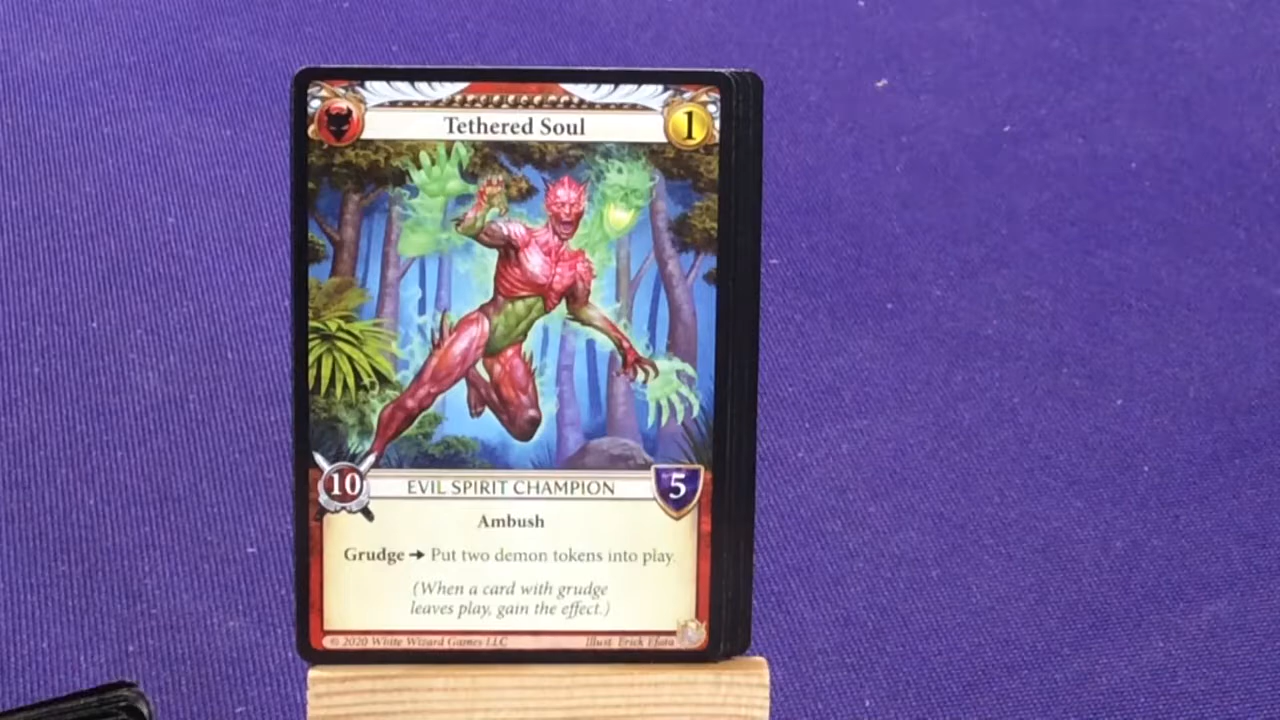 Tethered Soul
1
10
EVIL SPIRIT CHAMPION
5
Ambush
Grudge ➔ Put two demon tokens into play.
(When a card with grudge
leaves play, gain the effect.)
© 2020 White Wizard Games LLC
Illust. Erick Efata